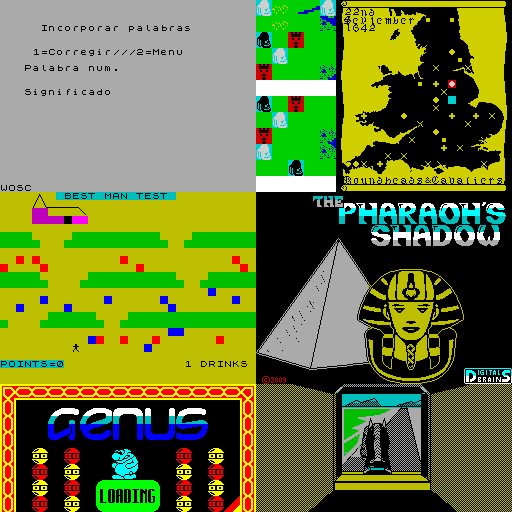 Incorporar palabras
1=Corregir///2=Menu
Palabra num.
Significado
WOSC
22nd
September
1642
Roundheads&Cavaliers
BEST MAN TEST
POINTS=0
1 DRINKS
THE
PHARAOH'S
SHADOW
©2009
DIGITAL
BRAINS
GENUS
LOADING